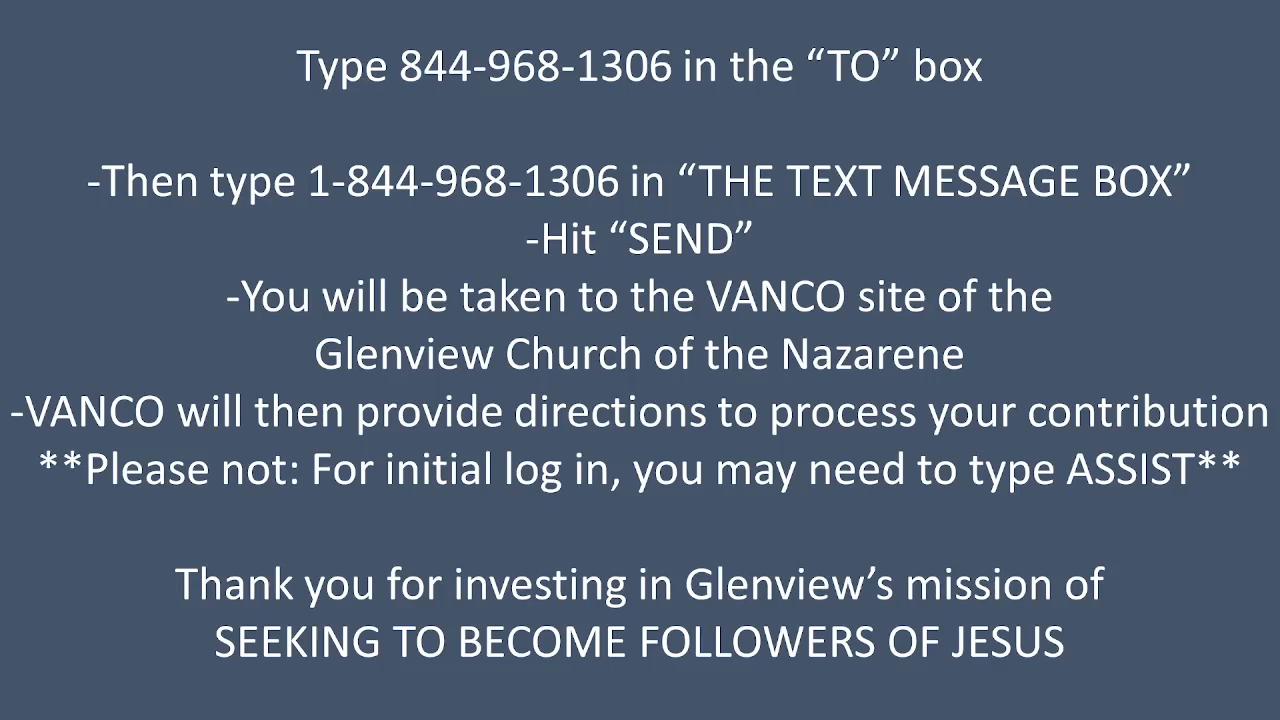 Type 844-968-1306 in the “TO” box
-Then type 1-844-968-1306 in “THE TEXT MESSAGE BOX”
-Hit “SEND”
-You will be taken to the VANCO site of the
Glenview Church of the Nazarene
-VANCO will then provide directions to process your contribution
**Please not: For initial log in, you may need to type ASSIST**
Thank you for investing in Glenview’s mission of
SEEKING TO BECOME FOLLOWERS OF JESUS